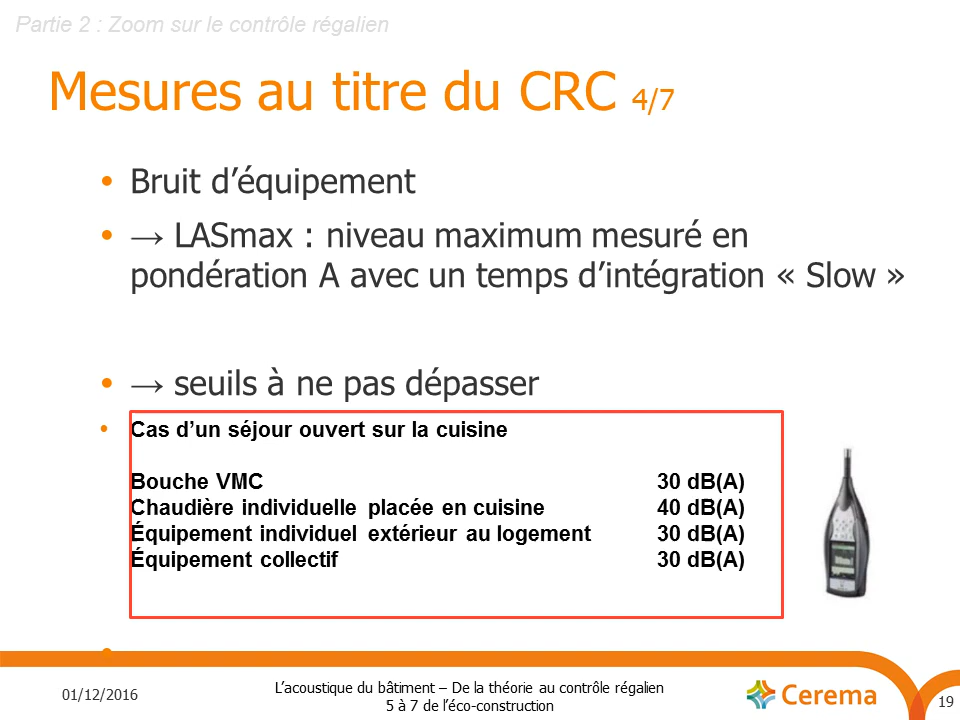 Partie 2 : Zoom sur le contrôle régalien
Mesures au titre du CRC 4/7
• Bruit d’équipement
• → LASmax : niveau maximum mesuré en
pondération A avec un temps d’intégration « Slow »
• → seuils à ne pas dépasser
• Cas d’un séjour ouvert sur la cuisine
Bouche VMC 30 dB(A)
Chaudière individuelle placée en cuisine 40 dB(A)
Équipement individuel extérieur au logement 30 dB(A)
Équipement collectif 30 dB(A)
01/12/2016
L’acoustique du bâtiment – De la théorie au contrôle régalien
5 à 7 de l’éco-construction
Cerema
19